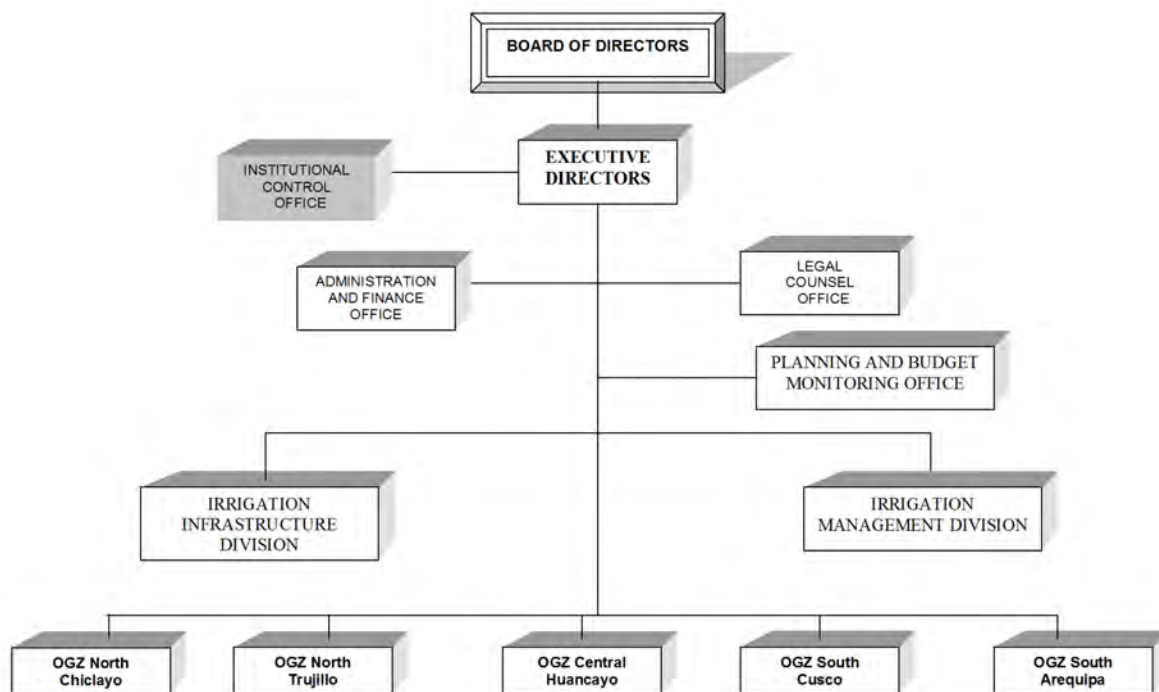 BOARD OF DIRECTORS
EXECUTIVE
DIRECTORS
INSTITUTIONAL
CONTROL
OFFICE
ADMINISTRATION
AND FINANCE
OFFICE
LEGAL
COUNSEL
OFFICE
PLANNING AND BUDGET
MONITORING OFFICE
IRRIGATION
INFRASTRUCTURE
DIVISION
IRRIGATION
MANAGEMENT DIVISION
OGZ North
Chiclayo
OGZ North
Trujillo
OGZ Central
Huancayo
OGZ South
Cusco
OGZ South
Arequipa